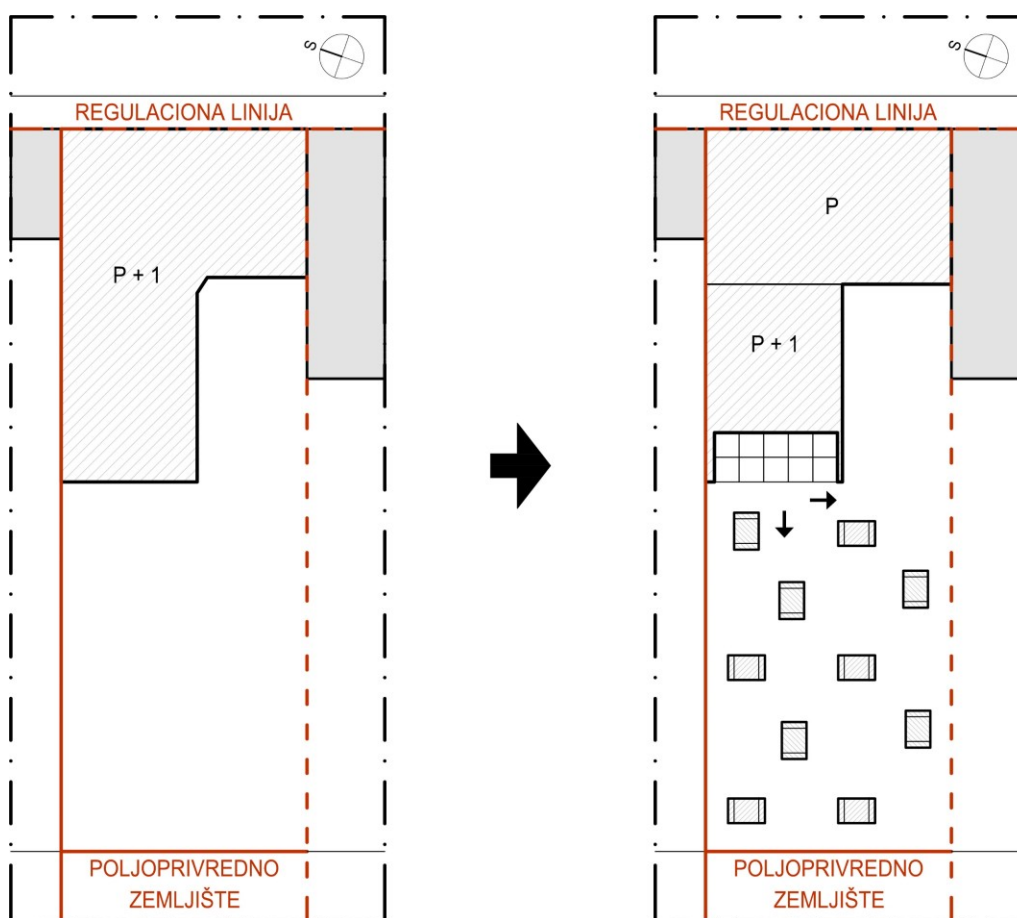 S
REGULACIONA LINIJA
P + 1
POLJOPRIVREDNO
ZEMLJIŠTE
S
REGULACIONA LINIJA
P
P + 1
POLJOPRIVREDNO
ZEMLJIŠTE